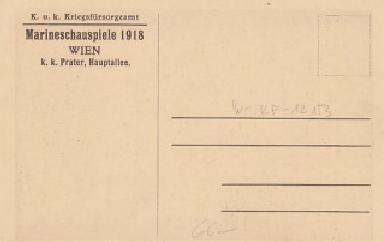 K. u. k. Kriegsfürsorgeamt
Marineschauspiele 1918
WIEN
k. k. Prater, Hauptallee.